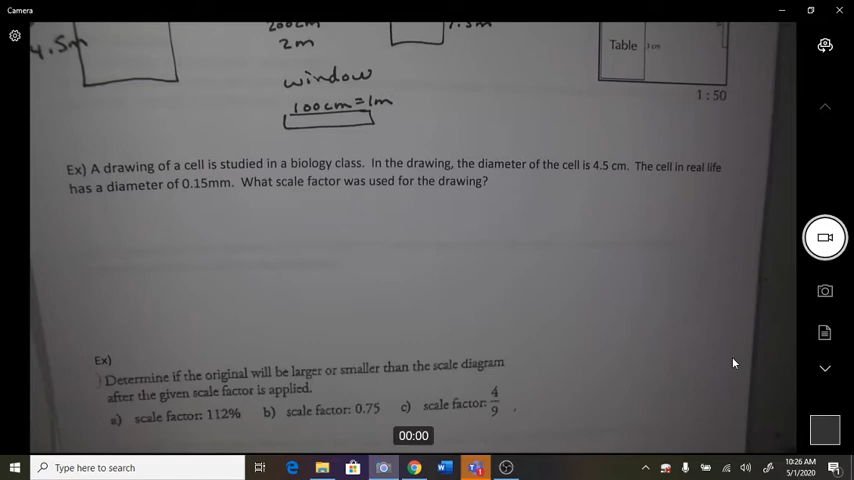 Camera
4.5m
200cm
2m
window
100cm = 1m
Table
3 cm
1 : 50
Ex) A drawing of a cell is studied in a biology class. In the drawing, the diameter of the cell is 4.5 cm. The cell in real life
has a diameter of 0.15mm. What scale factor was used for the drawing?
Ex)
Determine if the original will be larger or smaller than the scale diagram
after the given scale factor is applied.
a) scale factor: 112% b) scale factor: 0.75 c) scale factor: 4/9
00:00
Type here to search
10:26 AM
5/1/2020